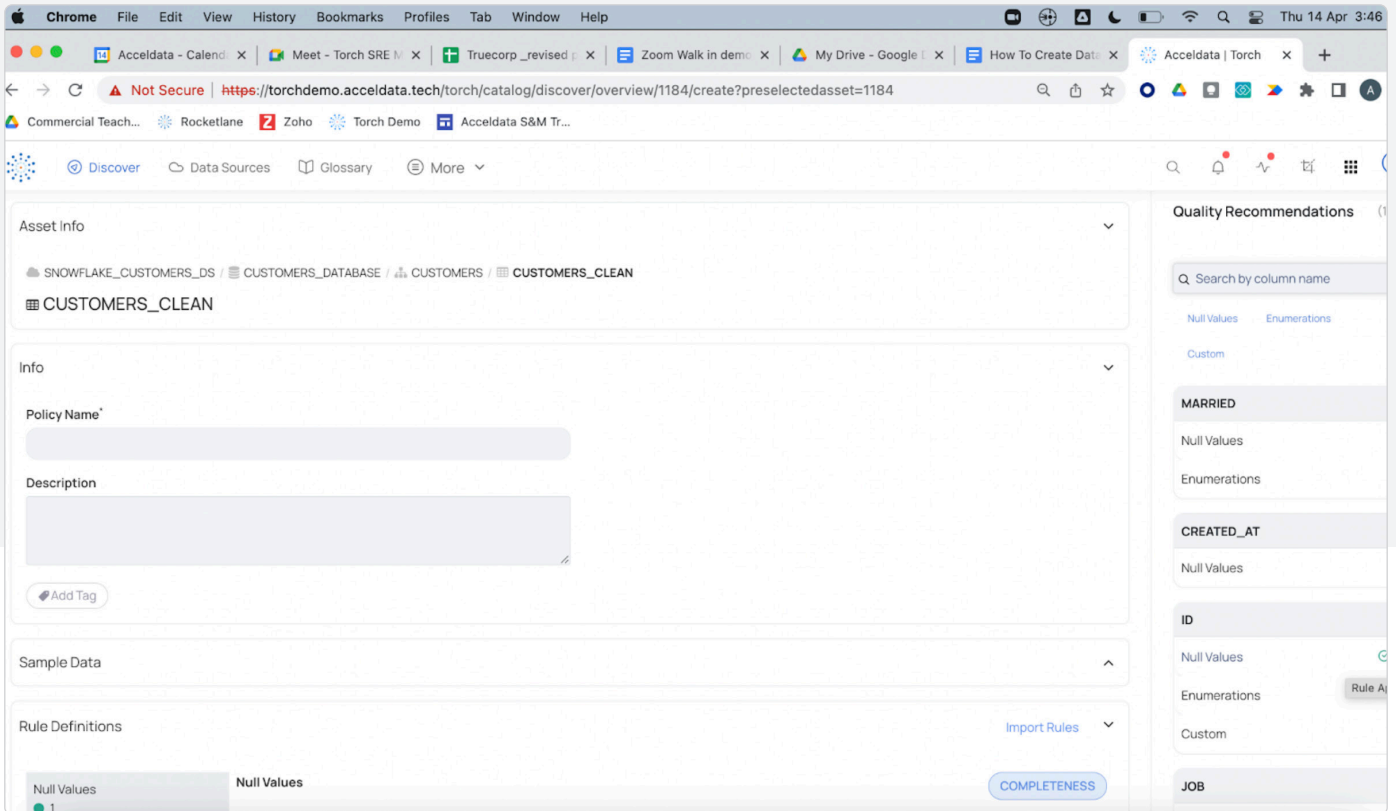 Chrome File Edit View History Bookmarks Profiles Tab Window Help Thu 14 Apr 3:46
14 Acceldata - Calend Meet - Torch SRE M Truecorp _revised p Zoom Walk in demo My Drive - Google How To Create Data Acceldata | Torch
Not Secure | https://torchdemo.acceldata.tech/torch/catalog/discover/overview/1184/create?preselectedasset=1184 A
Commercial Teach... Rocketlane Z Zoho Torch Demo Acceldata S&M Tr...
Discover Data Sources Glossary More
Asset Info
SNOWFLAKE_CUSTOMERS_DS / CUSTOMERS_DATABASE / CUSTOMERS / CUSTOMERS_CLEAN
CUSTOMERS_CLEAN
Info
Policy Name*
Description
Add Tag
Sample Data
Rule Definitions Import Rules
Null Values
1
Null Values COMPLETENESS
Quality Recommendations
Search by column name
Null Values Enumerations
Custom
MARRIED
Null Values
Enumerations
CREATED_AT
Null Values
ID
Null Values
Rule
Enumerations
Custom
JOB